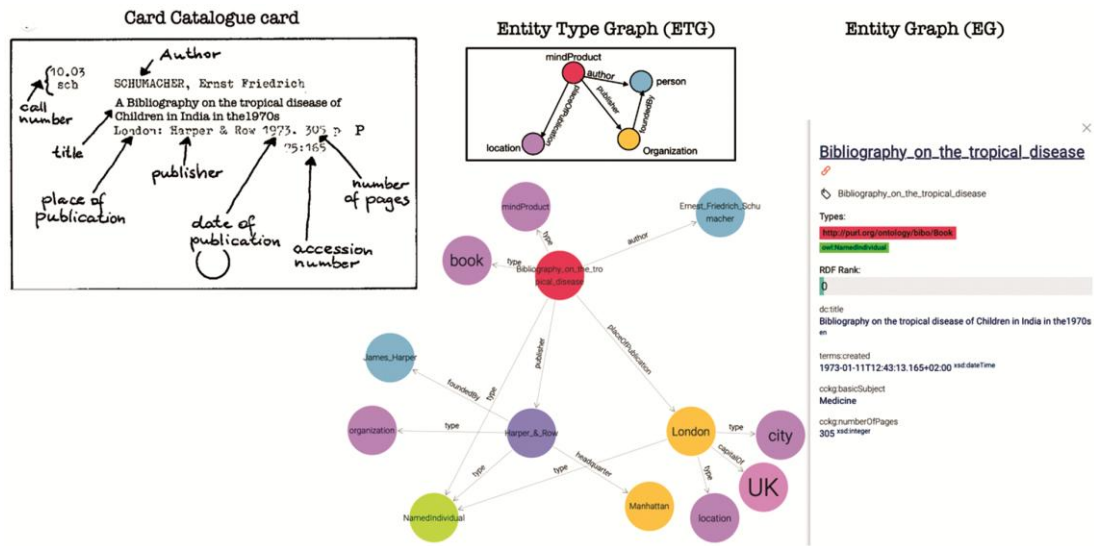 Card Catalogue card
Author
10.03
sch
SCHUMACHER, Ernst Friedrich
A Bibliography on the tropical disease of
Children in India in the1970s
London: Harper & Row 1973. 305 p P
75:165
call
number
title
publisher
place of
publication
date of
publication
number
of pages
accession
number
Entity Type Graph (ETG)
mindProduct
author
person
placeOfPublication
publisher
foundedBy
location
Organization
Entity Graph (EG)
mindProduct
type
Ernest_Friedrich_Schu
macher
author
book
type
Bibliography_on_the_tro
pical_disease
James_Harper
foundedBy
type
publisher
placeOfPublication
organization
type
Harper_&_Row
London
type
city
type
headquarter
type
capitalOf
type
UK
NamedIndividual
Manhattan
location
Bibliography_on_the_tropical_disease
Bibliography_on_the_tropical_disease
Types:
http://purl.org/ontology/bibo/Book
owl:NamedIndividual
RDF Rank:
0
dc:title
Bibliography on the tropical disease of Children in India in the1970s
en
terms:created
1973-01-11T12:43:13.165+02:00 xsd:dateTime
cckg:basicSubject
Medicine
cckg:numberOfPages
305 xsd:integer